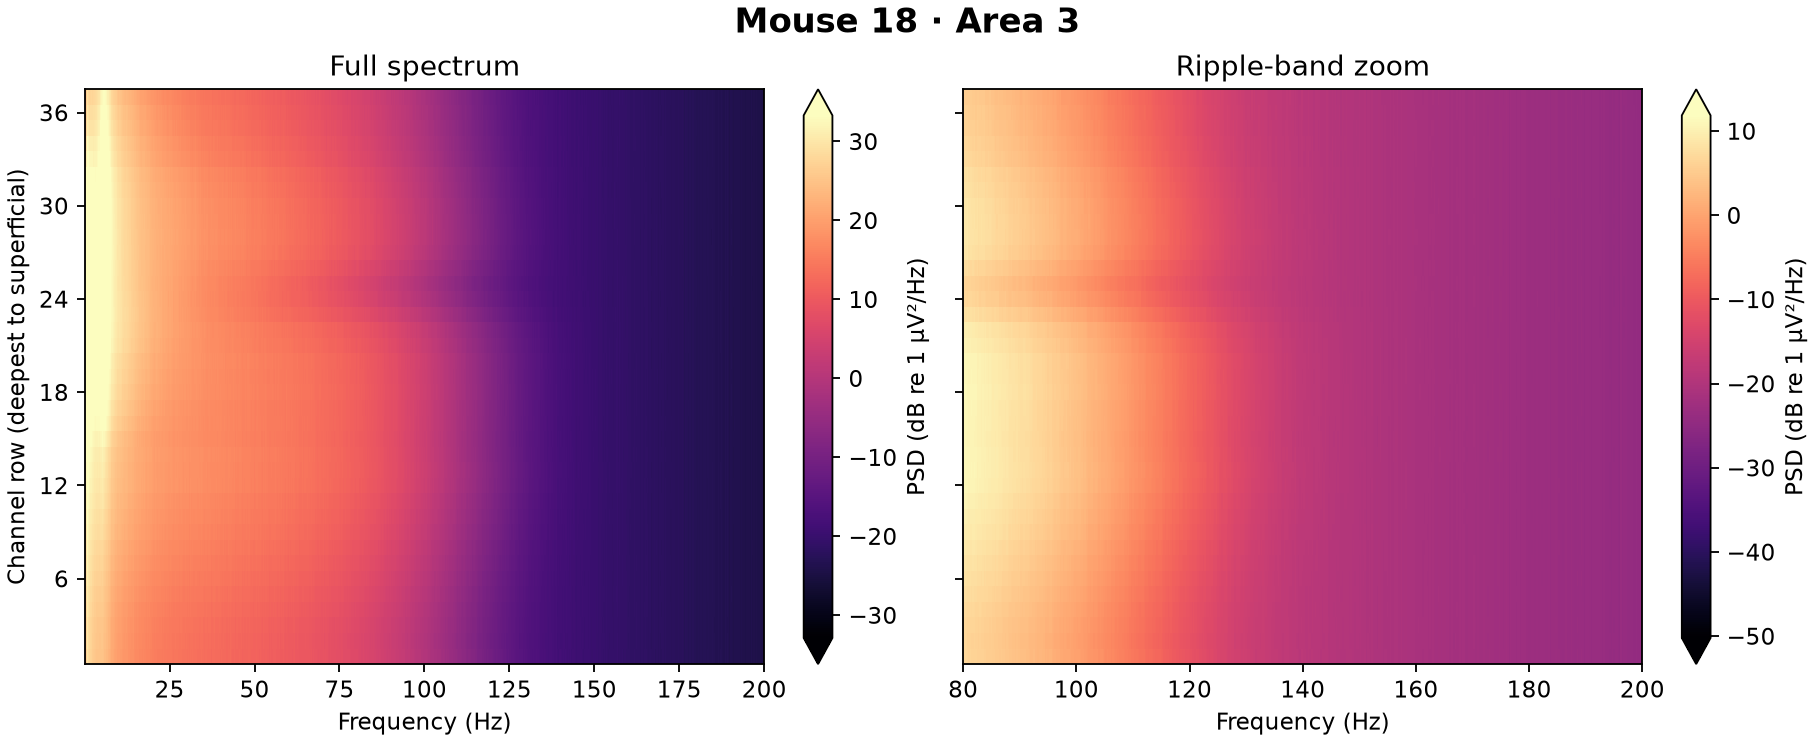 Mouse 18 · Area 3
Full spectrum
Ripple-band zoom
Channel row (deepest to superficial)
36
30
24
18
12
6
25 50 75 100 125 150 175 200
Frequency (Hz)
30
20
10
0
−10
−20
−30
PSD (dB re 1 µV²/Hz)
80 100 120 140 160 180 200
Frequency (Hz)
10
0
−10
−20
−30
−40
−50
PSD (dB re 1 µV²/Hz)